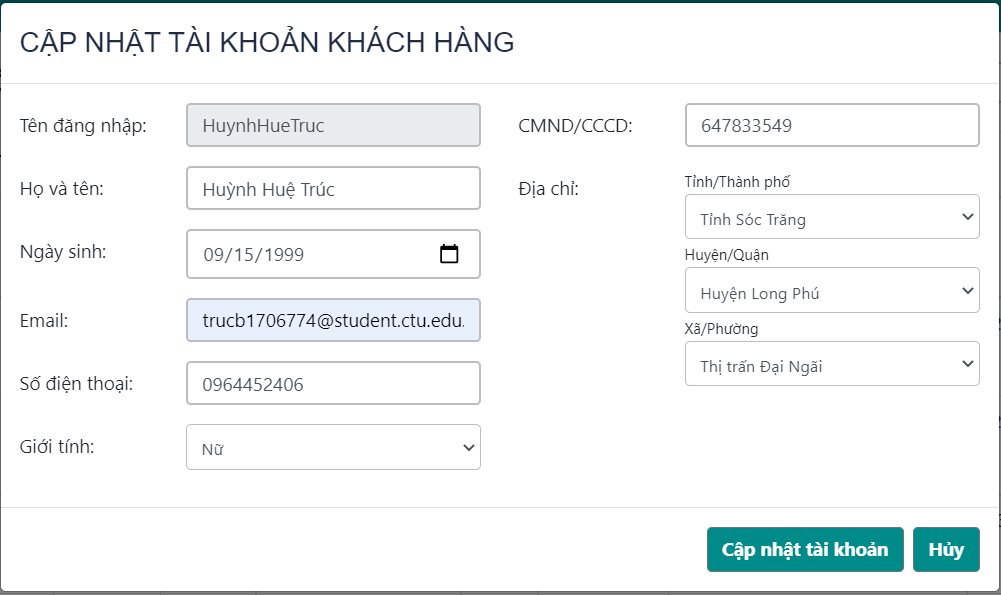 CẬP NHẬT TÀI KHOẢN KHÁCH HÀNG
Tên đăng nhập: HuynhHueTruc
Họ và tên: Huỳnh Huệ Trúc
Ngày sinh: 09/15/1999
Email: trucb1706774@student.ctu.edu.
Số điện thoại: 0964452406
Giới tính: Nữ
CMND/CCCD: 647833549
Địa chỉ:
Tỉnh/Thành phố
Tỉnh Sóc Trăng
Huyện/Quận
Huyện Long Phú
Xã/Phường
Thị trấn Đại Ngãi
Cập nhật tài khoản Hủy